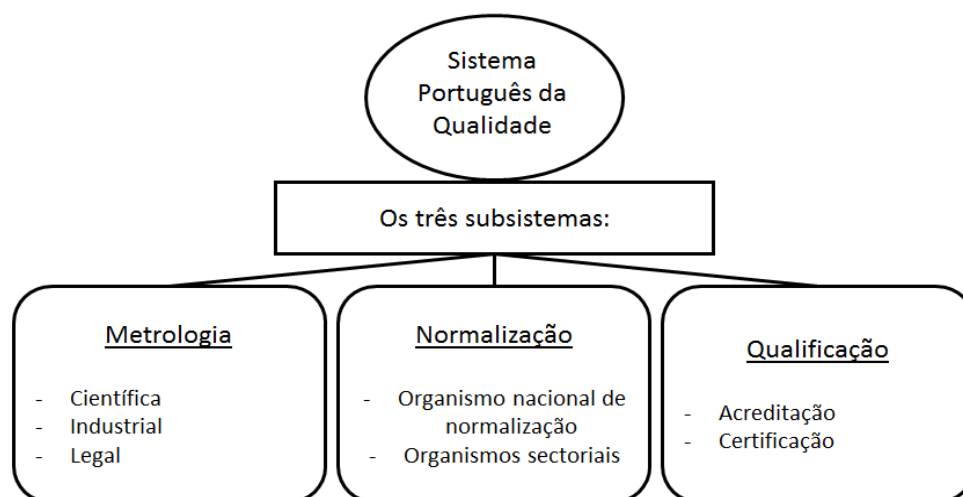 Sistema
Português da
Qualidade
Os três subsistemas:
Metrologia
- Científica
- Industrial
- Legal
Normalização
- Organismo nacional de
normalização
- Organismos sectoriais
Qualificação
- Acreditação
- Certificação